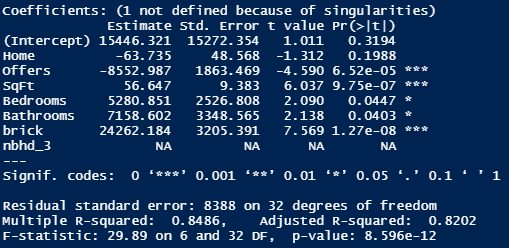 Coefficients: (1 not defined because of singularities)
Estimate Std. Error t value Pr(>|t|)
(Intercept) 15446.321 15272.354 1.011 0.3194
Home -63.735 48.568 -1.312 0.1988
Offers -8552.987 1863.469 -4.590 6.52e-05 ***
SqFt 56.647 9.383 6.037 9.75e-07 ***
Bedrooms 5280.851 2526.808 2.090 0.0447 *
Bathrooms 7158.602 3348.565 2.138 0.0403 *
brick 24262.184 3205.391 7.569 1.27e-08 ***
nbhd_3 NA NA NA NA
---
Signif. codes: 0 ‘***’ 0.001 ‘**’ 0.01 ‘*’ 0.05 ‘.’ 0.1 ‘ ’ 1
Residual standard error: 8388 on 32 degrees of freedom
Multiple R-squared: 0.8486, Adjusted R-squared: 0.8202
F-statistic: 29.89 on 6 and 32 DF, p-value: 8.596e-12